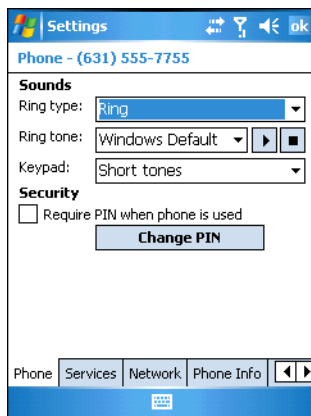 Settings ok
Phone - (631) 555-7755
Sounds
Ring type: Ring
Ring tone: Windows Default
Keypad: Short tones
Security
Require PIN when phone is used
Change PIN
Phone Services Network Phone Info